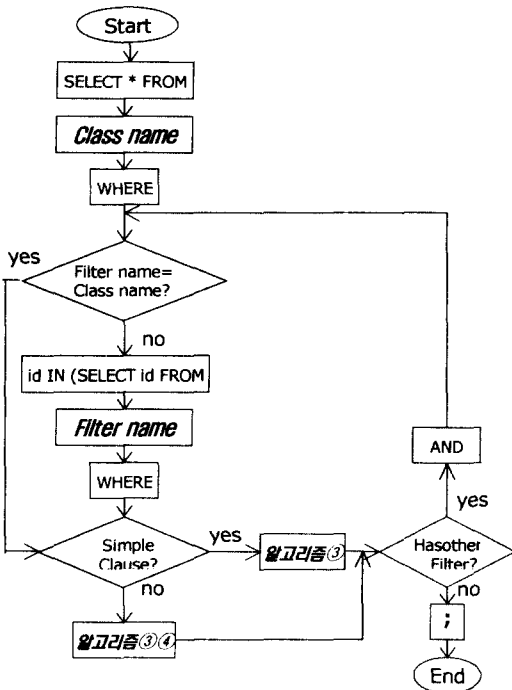 Start
SELECT * FROM
Class name
WHERE
yes
Filter name=
Class name?
no
id IN (SELECT id FROM
Filter name
WHERE
Simple
Clause?
yes
no
알고리즘③
알고리즘③④
AND
yes
Hasother
Filter?
no
;
End